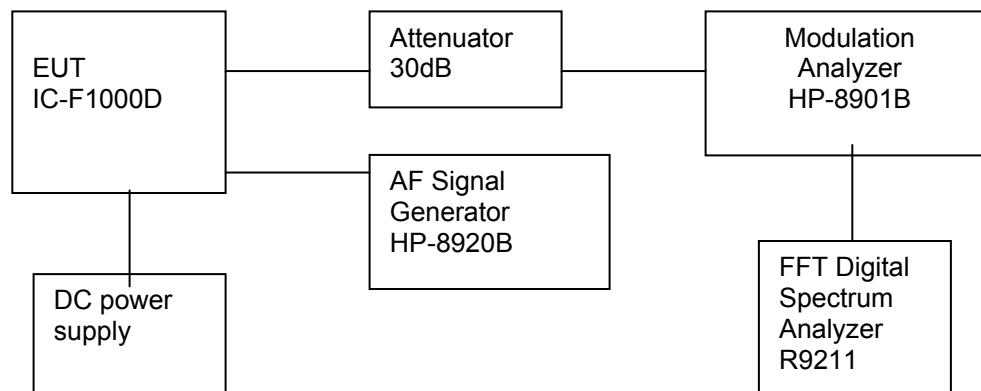 EUT
IC-F1000D
Attenuator
30dB
Modulation
Analyzer
HP-8901B
AF Signal
Generator
HP-8920B
DC power
supply
FFT Digital
Spectrum
Analyzer
R9211